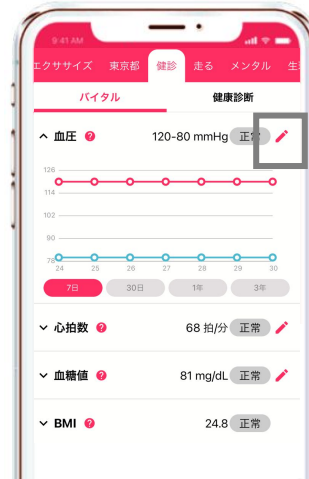 9:41 AM
エクササイズ 東京都 健診 走る メンタル 生
バイタル 健康診断
血圧 ? 120-80 mmHg 正常
126
114
102
90
78
24 25 26 27 28 29 30
7日 30日 1年 3年
心拍数 ? 68 拍/分 正常
血糖値 ? 81 mg/dL 正常
BMI ? 24.8 正常